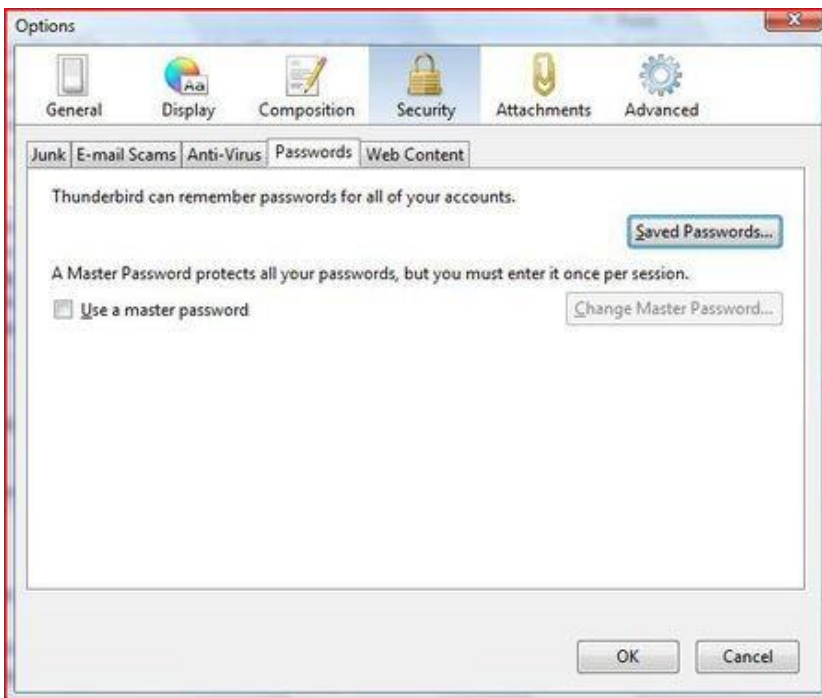 Options
General Display Composition Security Attachments Advanced
Junk E-mail Scams Anti-Virus Passwords Web Content
Thunderbird can remember passwords for all of your accounts.
Saved Passwords...
A Master Password protects all your passwords, but you must enter it once per session.
Use a master password Change Master Password...
OK Cancel